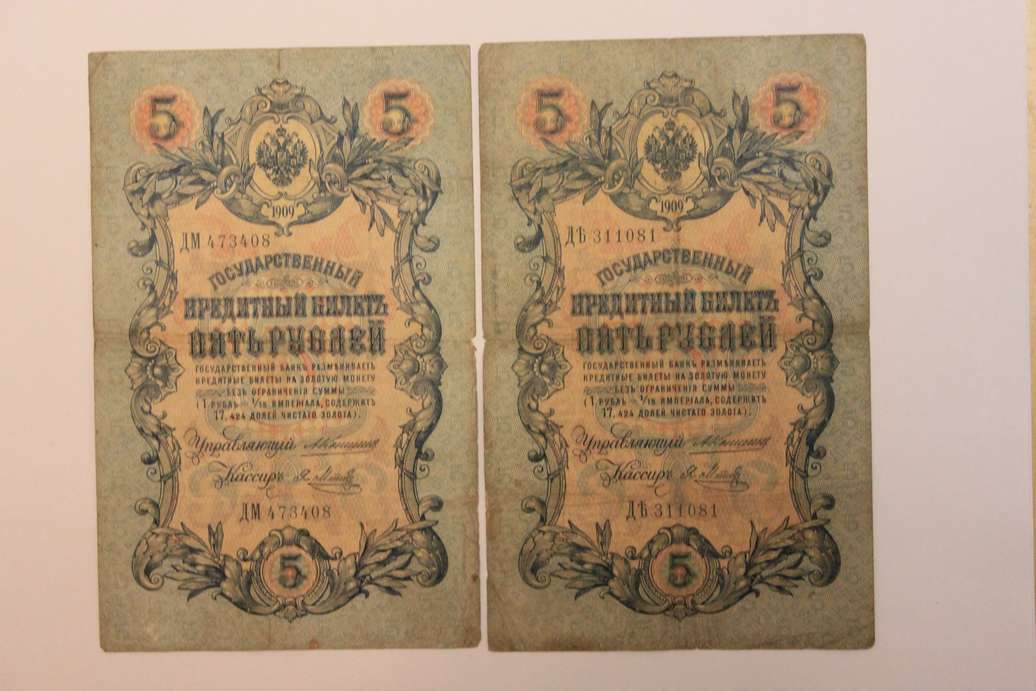 5 5
1909
ДМ 473408
ГОСУДАРСТВЕННЫЙ
КРЕДИТНЫЙ БИЛЕТЪ
ПЯТЬ РУБЛЕЙ
ГОСУДАРСТВЕННЫЙ БАНКЪ РАЗМѢНИВАЕТЪ
КРЕДИТНЫЕ БИЛЕТЫ НА ЗОЛОТУЮ МОНЕТУ
БЕЗЪ ОГРАНИЧЕНІЯ СУММЫ
(1 РУБЛЬ = 1/15 ИМПЕРІАЛА, СОДЕРЖИТЪ
17,424 ДОЛЕЙ ЧИСТАГО ЗОЛОТА).
Управляющій
Кассиръ
ДМ 473408
5
5 5
1909
ДѢ 311081
ГОСУДАРСТВЕННЫЙ
КРЕДИТНЫЙ БИЛЕТЪ
ПЯТЬ РУБЛЕЙ
ГОСУДАРСТВЕННЫЙ БАНКЪ РАЗМѢНИВАЕТЪ
КРЕДИТНЫЕ БИЛЕТЫ НА ЗОЛОТУЮ МОНЕТУ
БЕЗЪ ОГРАНИЧЕНІЯ СУММЫ
(1 РУБЛЬ = 1/15 ИМПЕРІАЛА, СОДЕРЖИТЪ
17,424 ДОЛЕЙ ЧИСТАГО ЗОЛОТА).
Управляющій
Кассиръ
ДѢ 311081
5